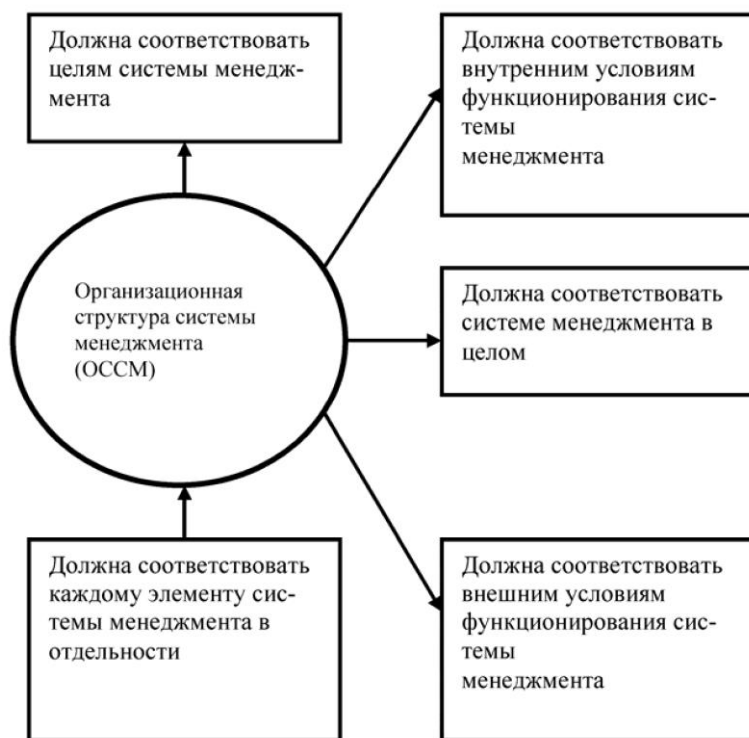 Должна соответствовать
целям системы менедж-
мента
Должна соответствовать
внутренним условиям
функционирования сис-
темы
менеджмента
Организационная
структура системы
менеджмента
(ОССМ)
Должна соответствовать
системе менеджмента в
целом
Должна соответствовать
каждому элементу сис-
темы менеджмента в
отдельности
Должна соответствовать
внешним условиям
функционирования сис-
темы
менеджмента